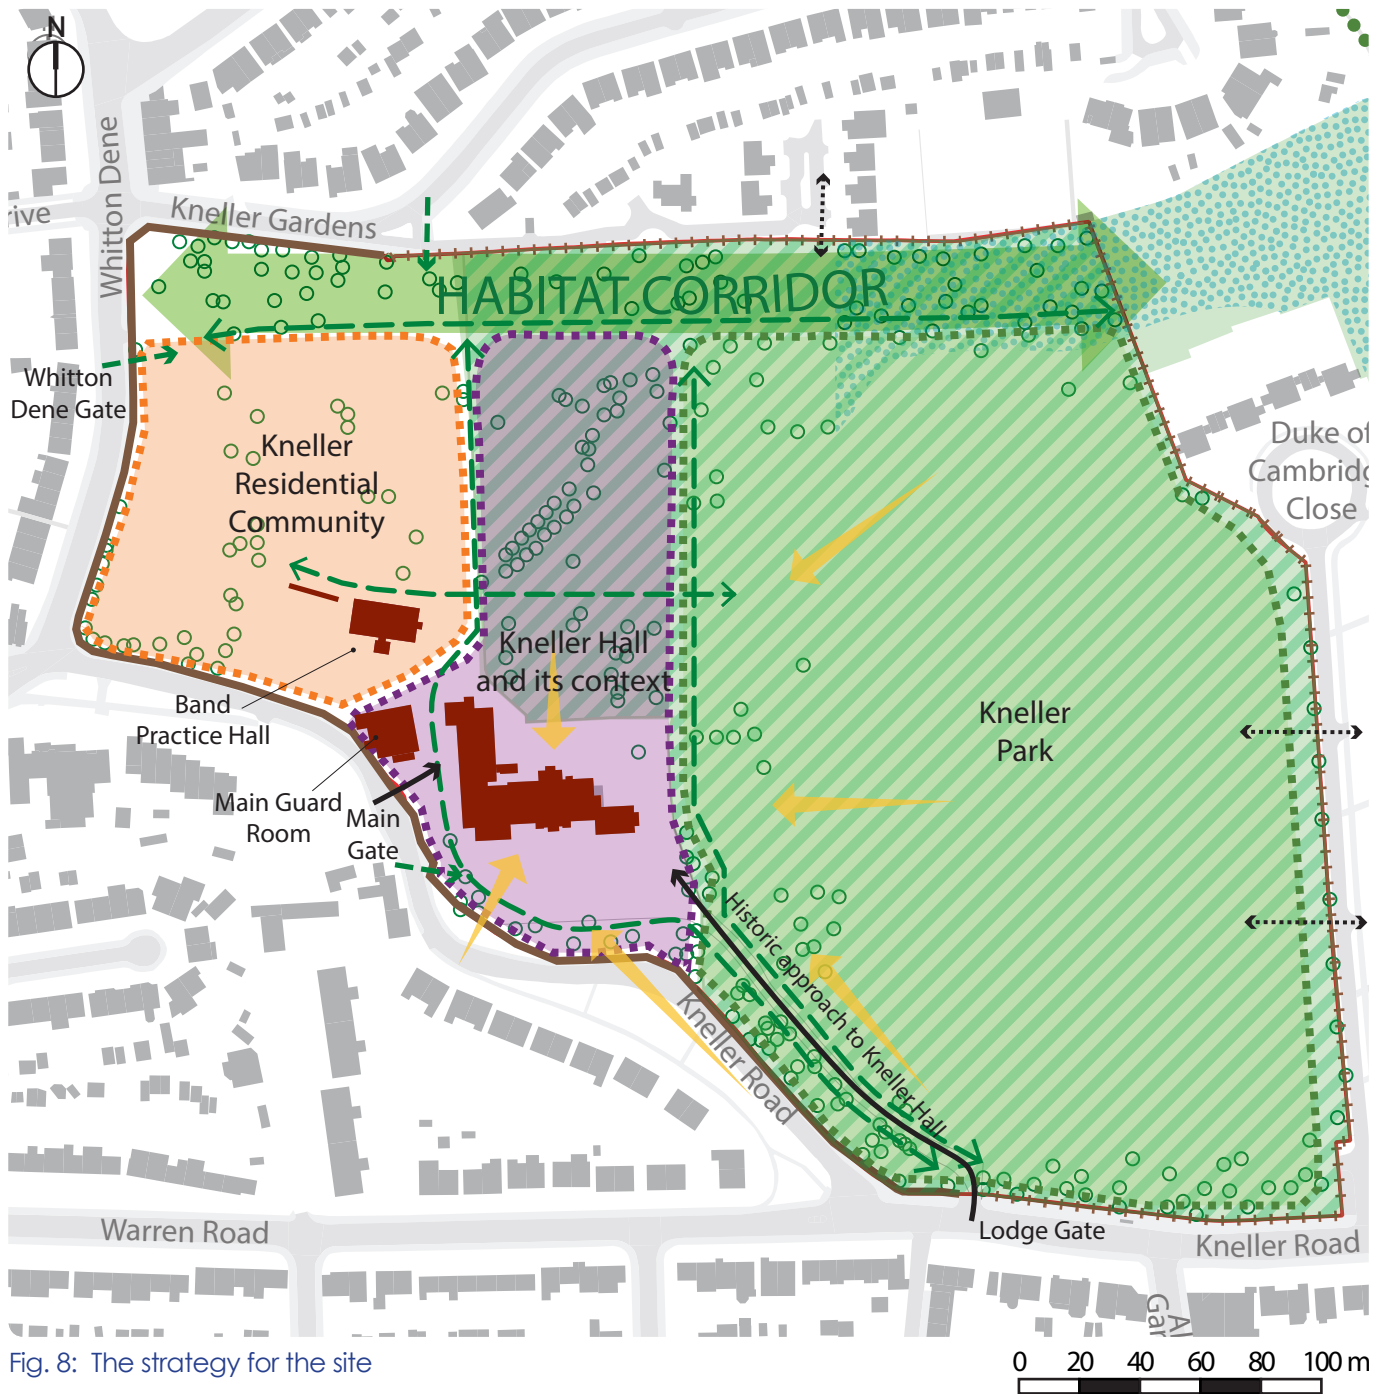 N
Whitton Dene
rive
Kneller Gardens
HABITAT CORRIDOR
Whitton
Dene Gate
Kneller
Residential
Community
Duke of
Cambridg
Close
Kneller Hall
and its context
Band
Practice Hall
Kneller
Park
Main Guard
Room
Main
Gate
Historic approach to Kneller Hall
Kneller Road
Warren Road
Lodge Gate
Kneller Road
Al
Gar
Fig. 8: The strategy for the site
0 20 40 60 80 100 m